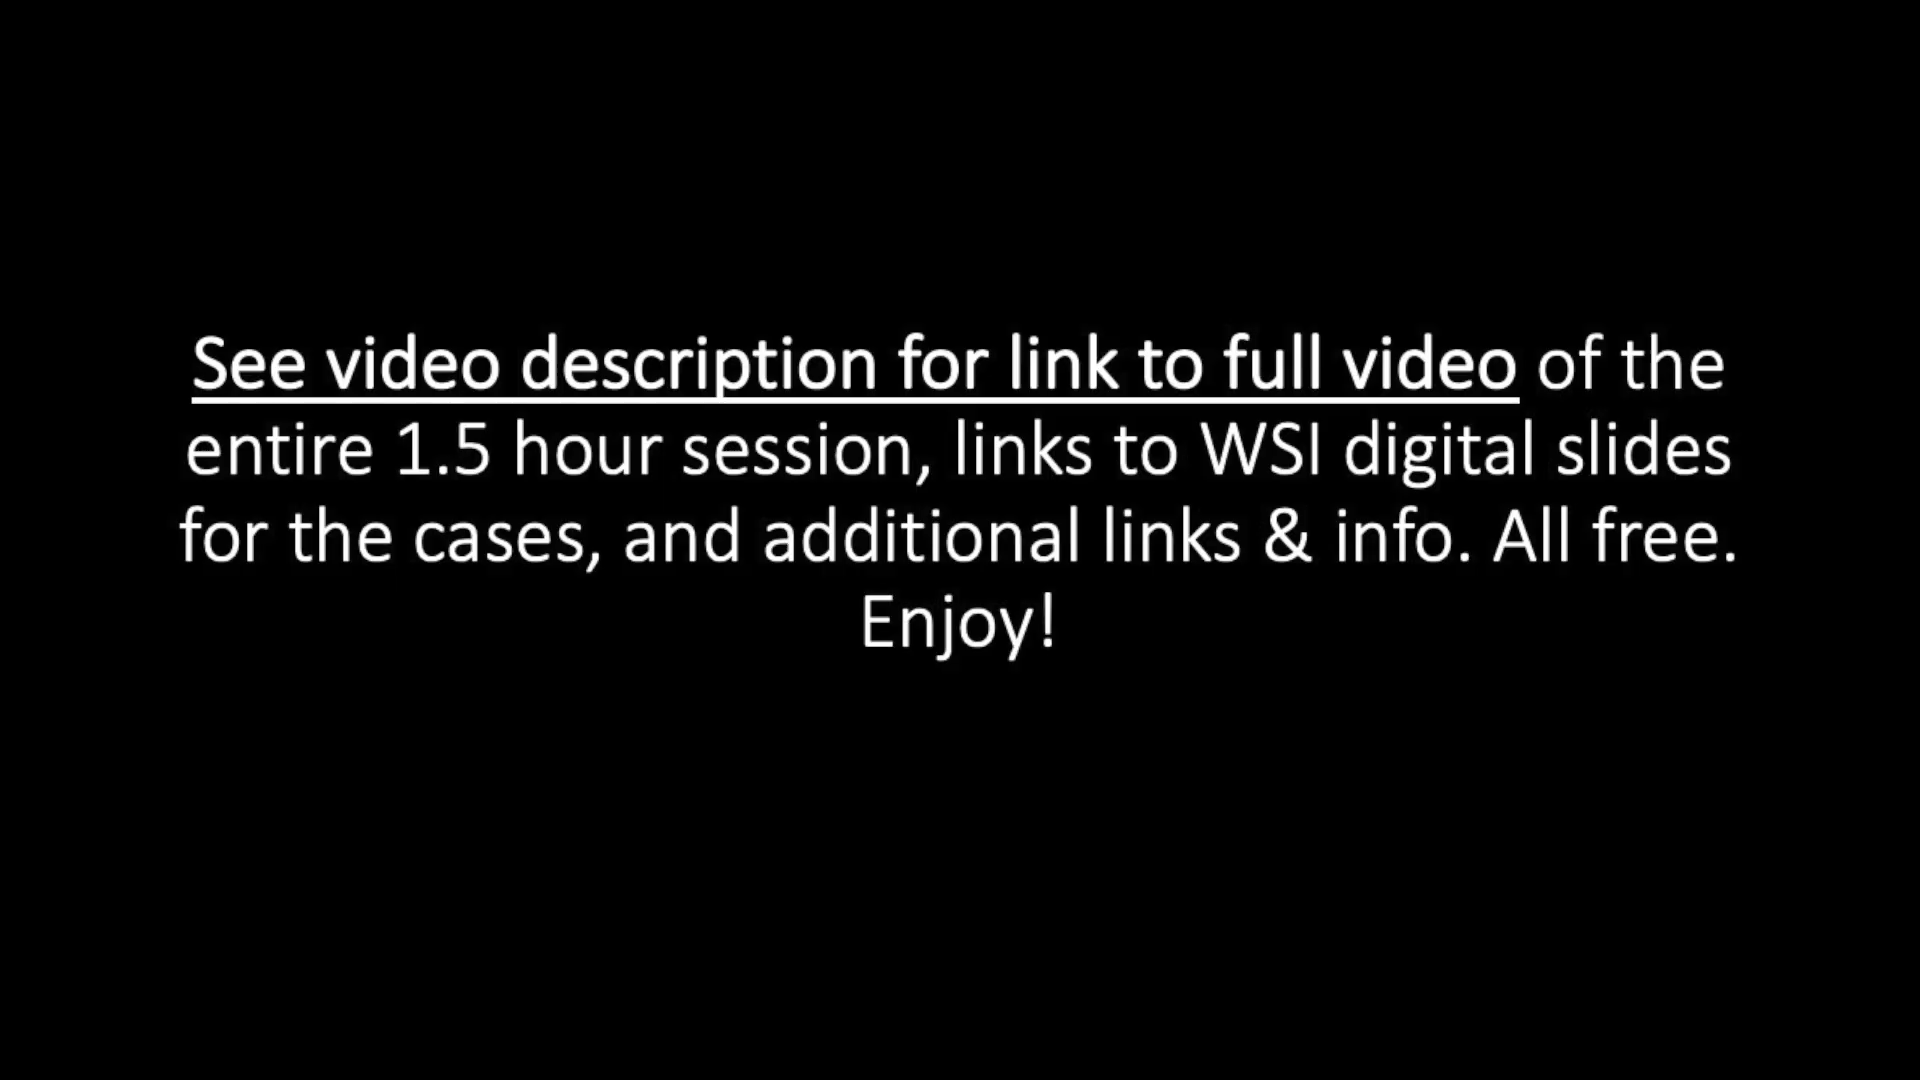 See video description for link to full video of the
entire 1.5 hour session, links to WSI digital slides
for the cases, and additional links & info. All free.
Enjoy!